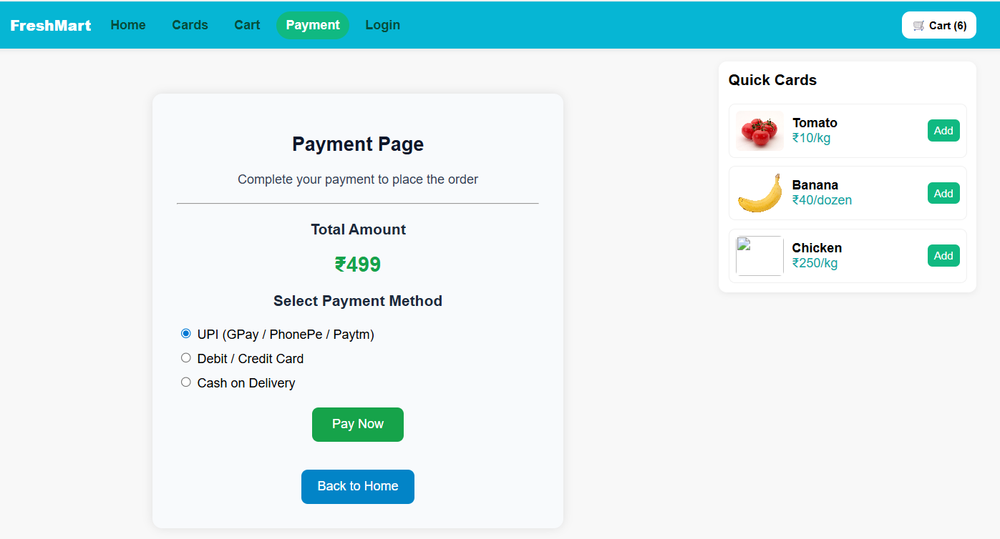 FreshMart Home Cards Cart Payment Login 🛒 Cart (6)
Payment Page
Complete your payment to place the order
Total Amount
₹499
Select Payment Method
UPI (GPay / PhonePe / Paytm)
Debit / Credit Card
Cash on Delivery
Pay Now
Back to Home
Quick Cards
Tomato
₹10/kg
Add
Banana
₹40/dozen
Add
Chicken
₹250/kg
Add